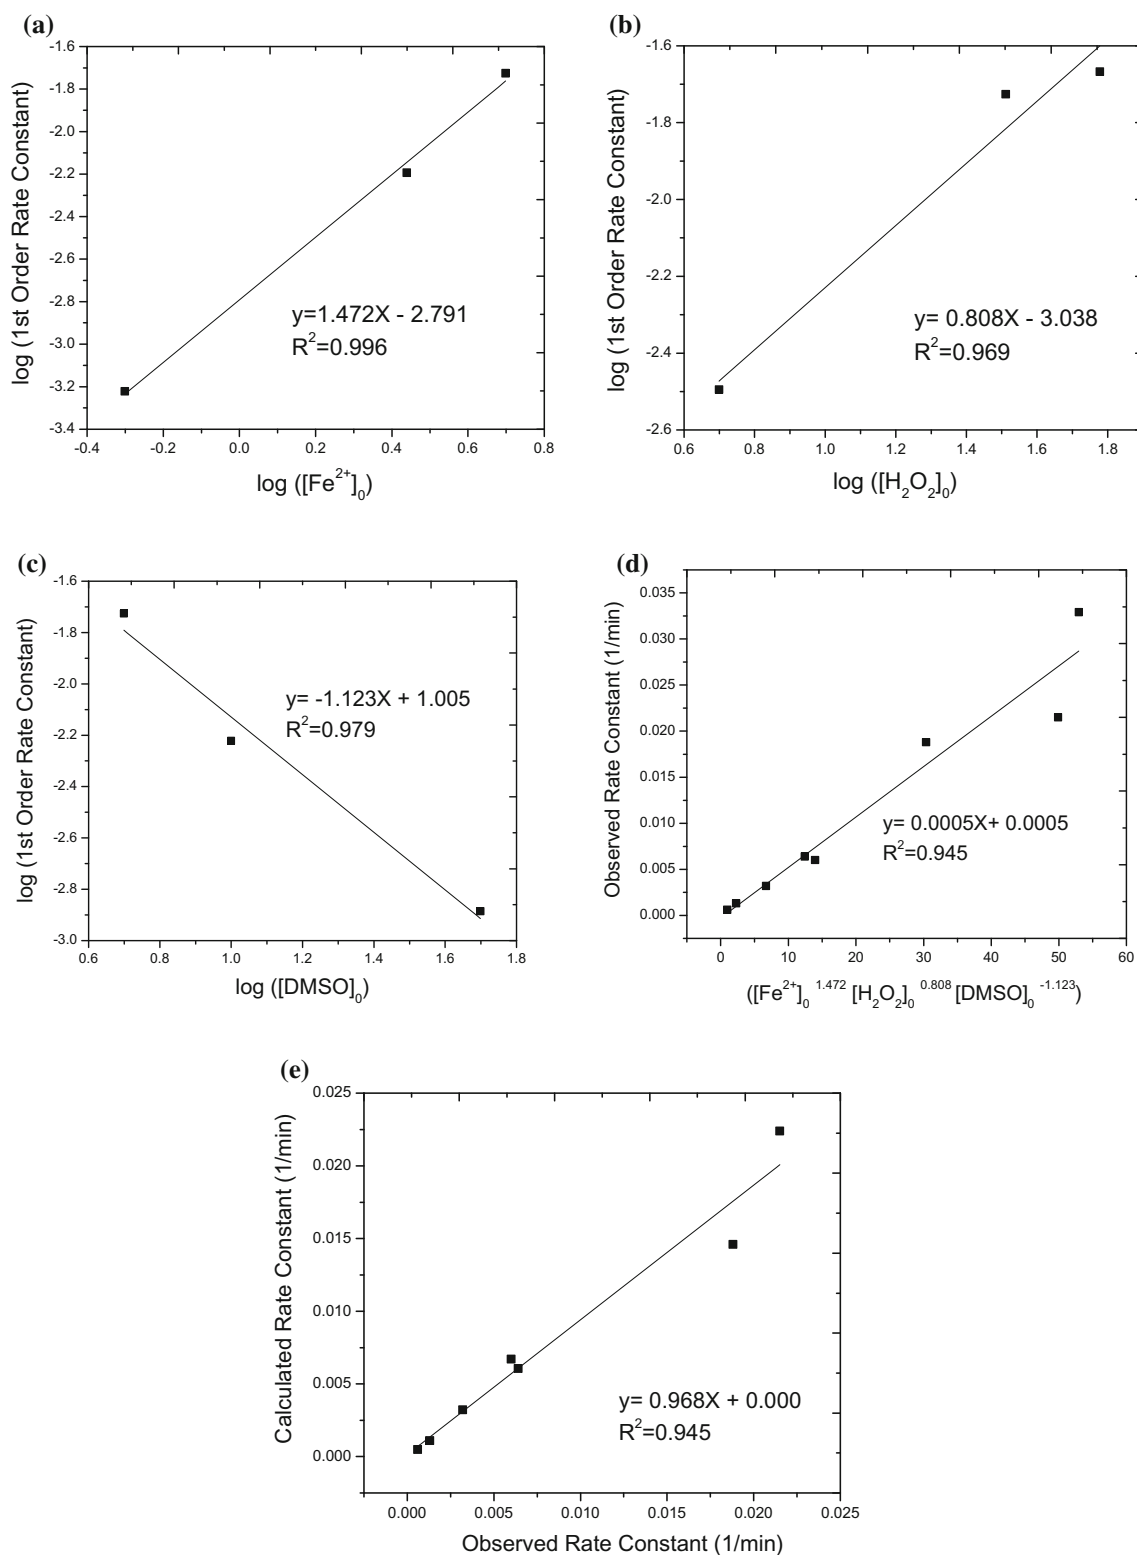 (a)
-1.6
-1.8
-2.0
-2.2
-2.4
-2.6
-2.8
-3.0
-3.2
-3.4
log (1st Order Rate Constant)
y=1.472X - 2.791
R²=0.996
-0.4 -0.2 0.0 0.2 0.4 0.6 0.8
log ([Fe²⁺]₀)
(b)
-1.6
-1.8
-2.0
-2.2
-2.4
-2.6
log (1st Order Rate Constant)
y= 0.808X - 3.038
R²=0.969
0.6 0.8 1.0 1.2 1.4 1.6 1.8
log ([H₂O₂]₀)
(c)
-1.6
-1.8
-2.0
-2.2
-2.4
-2.6
-2.8
-3.0
log (1st Order Rate Constant)
y= -1.123X + 1.005
R²=0.979
0.6 0.8 1.0 1.2 1.4 1.6 1.8
log ([DMSO]₀)
(d)
0.035
0.030
0.025
0.020
0.015
0.010
0.005
0.000
Observed Rate Constant (1/min)
y= 0.0005X+ 0.0005
R²=0.945
0 10 20 30 40 50 60
([Fe²⁺]₀ ¹·⁴⁷² [H₂O₂]₀ ⁰·⁸⁰⁸ [DMSO]₀ ⁻¹·¹²³)
(e)
0.025
0.020
0.015
0.010
0.005
0.000
Calculated Rate Constant (1/min)
y= 0.968X + 0.000
R²=0.945
0.000 0.005 0.010 0.015 0.020 0.025
Observed Rate Constant (1/min)